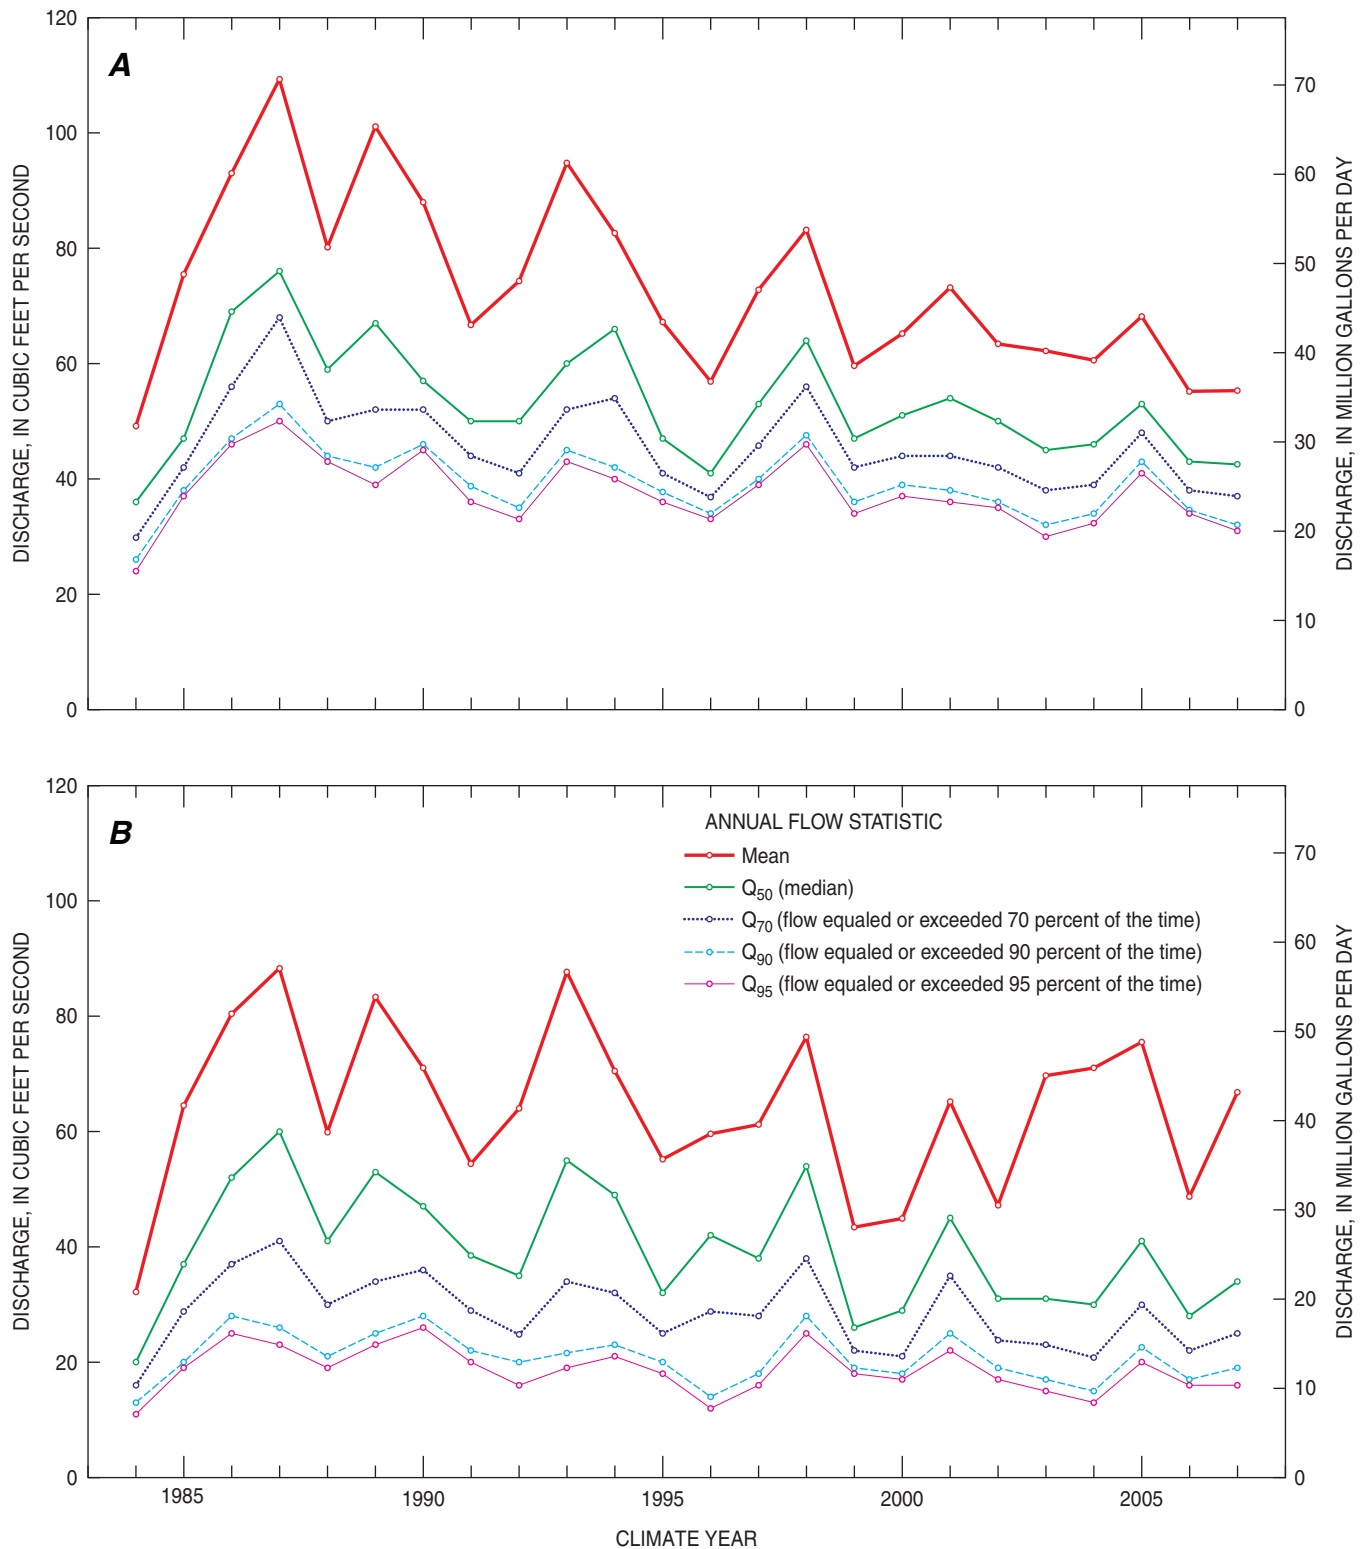 A
120
100
80
60
40
20
0
DISCHARGE, IN CUBIC FEET PER SECOND
70
60
50
40
30
20
10
0
DISCHARGE, IN MILLION GALLONS PER DAY
B
120
100
80
60
40
20
0
DISCHARGE, IN CUBIC FEET PER SECOND
ANNUAL FLOW STATISTIC
Mean
Q50 (median)
Q70 (flow equaled or exceeded 70 percent of the time)
Q90 (flow equaled or exceeded 90 percent of the time)
Q95 (flow equaled or exceeded 95 percent of the time)
70
60
50
40
30
20
10
0
DISCHARGE, IN MILLION GALLONS PER DAY
1985 1990 1995 2000 2005
CLIMATE YEAR